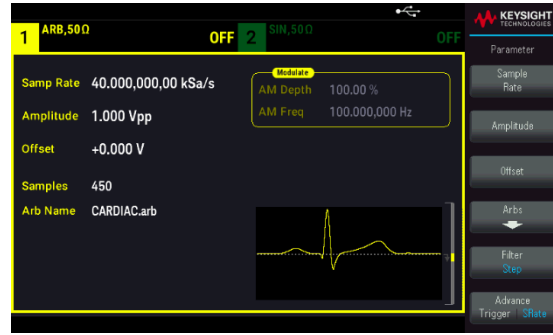 1 ARB,50Ω OFF 2 SIN,50Ω OFF
KEYSIGHT
TECHNOLOGIES
Parameter
Samp Rate 40.000,000,00 kSa/s
Amplitude 1.000 Vpp
Offset +0.000 V
Samples 450
Arb Name CARDIAC.arb
Modulate
AM Depth 100.00 %
AM Freq 100.000,000 Hz
Sample
Rate
Amplitude
Offset
Arbs
Filter
Step
Advance
Trigger SRate